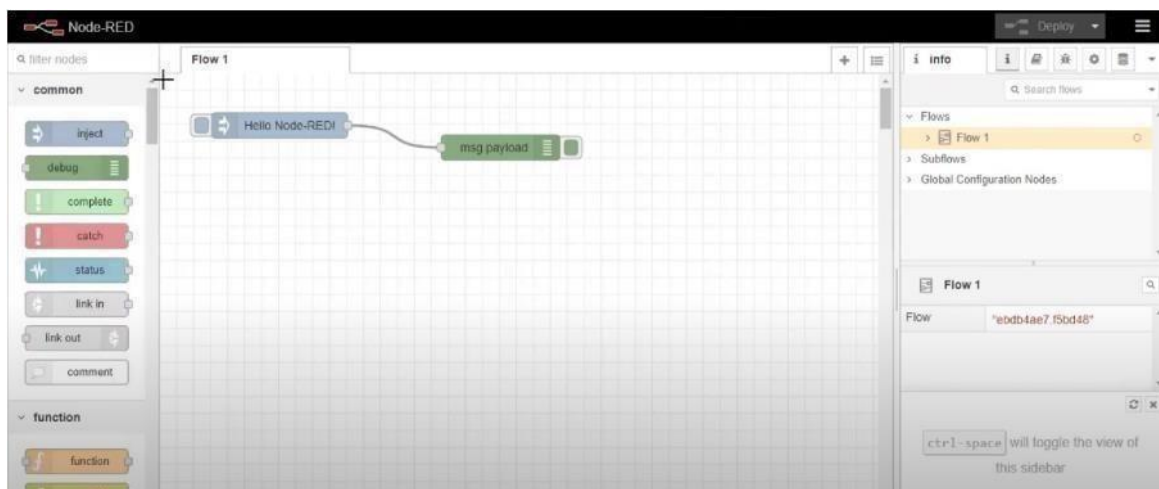 Node-RED
Deploy
filter nodes
Flow 1
i info
Search flows
common
inject
debug
complete
catch
status
link in
link out
comment
function
function
Hello Node-RED!
msg.payload
Flows
Flow 1
Subflows
Global Configuration Nodes
Flow 1
Flow "ebdb4ae7.f5bd48"
ctrl-space will toggle the view of
this sidebar